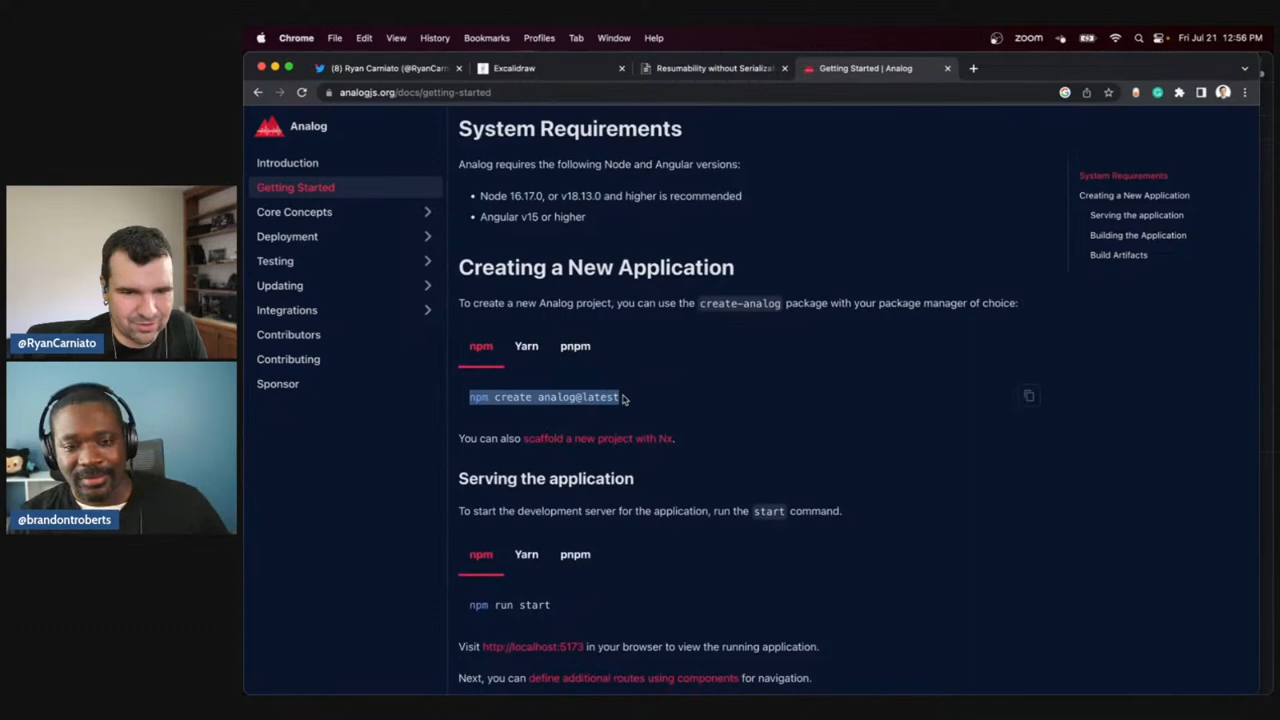 Chrome File Edit View History Bookmarks Profiles Tab Window Help
zoom Fri Jul 21 12:56 PM
(8) Ryan Carniato (@RyanCarn
Excalidraw
Resumability without Serializat
Getting Started | Analog
analogjs.org/docs/getting-started
Analog
Introduction
Getting Started
Core Concepts
Deployment
Testing
Updating
Integrations
Contributors
Contributing
Sponsor
System Requirements
Analog requires the following Node and Angular versions:
• Node 16.17.0, or v18.13.0 and higher is recommended
• Angular v15 or higher
Creating a New Application
To create a new Analog project, you can use the create-analog package with your package manager of choice:
npm Yarn pnpm
npm create analog@latest
You can also scaffold a new project with Nx.
Serving the application
To start the development server for the application, run the start command.
npm Yarn pnpm
npm run start
Visit http://localhost:5173 in your browser to view the running application.
Next, you can define additional routes using components for navigation.
System Requirements
Creating a New Application
Serving the application
Building the Application
Build Artifacts
@RyanCarniato
@brandontroberts